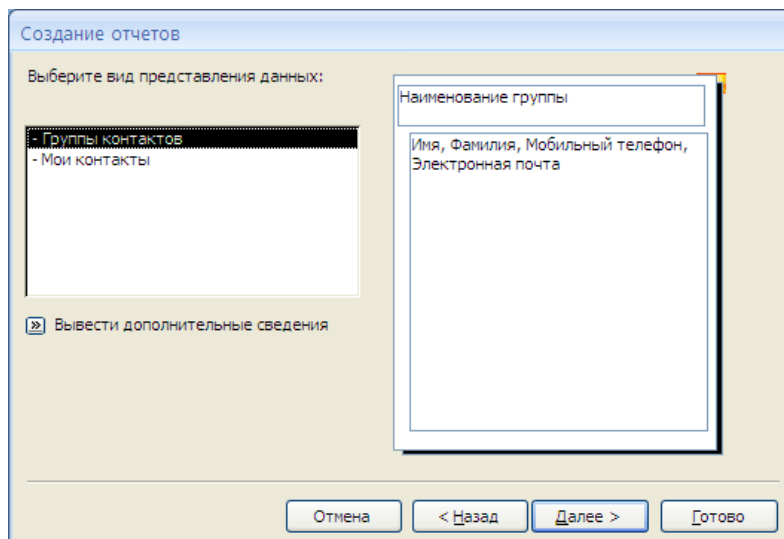 Создание отчетов
Выберите вид представления данных:
- Группы контактов
- Мои контакты
Вывести дополнительные сведения
Наименование группы
Имя, Фамилия, Мобильный телефон,
Электронная почта
Отмена
< Назад
Далее >
Готово